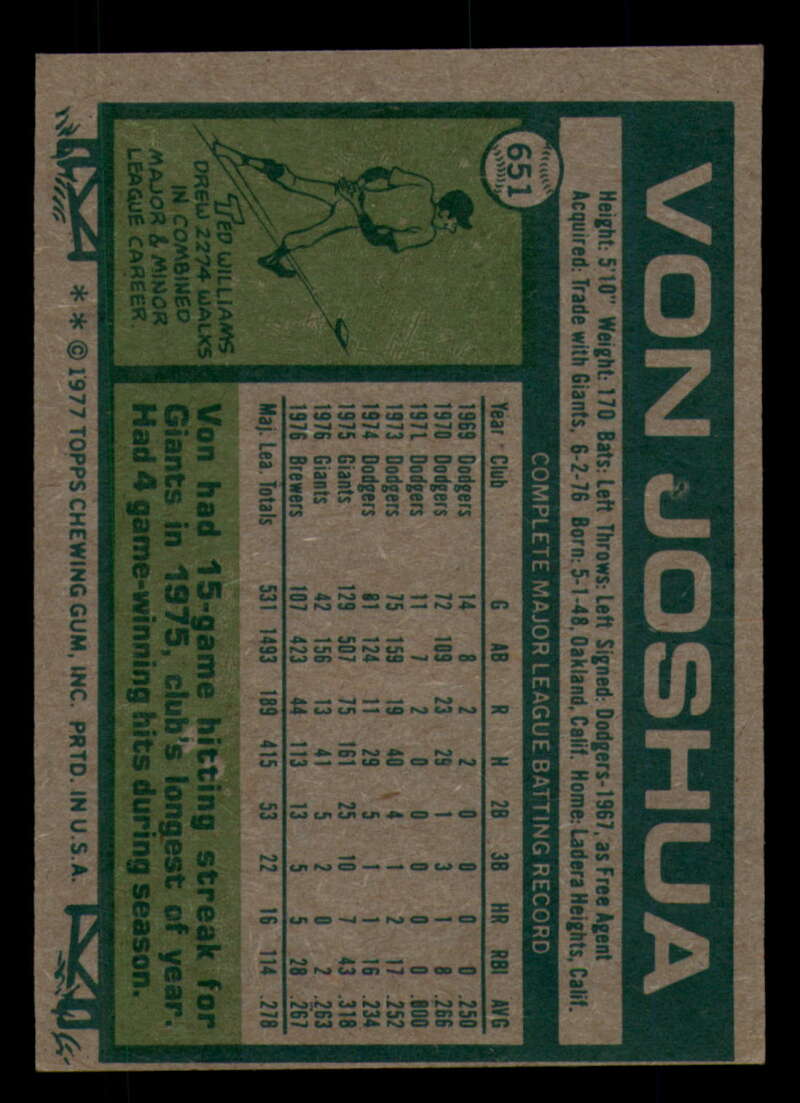 651
VON JOSHUA
Height: 5'10" Weight: 170 Bats: Left Throws: Left Signed: Dodgers-1967, as Free Agent
Acquired: Trade with Giants, 6-2-76 Born: 5-1-48, Oakland, Calif. Home: Ladera Heights, Calif.
TED WILLIAMS
DREW 2274 WALKS
IN COMBINED
MAJOR & MINOR
LEAGUE CAREER.
COMPLETE MAJOR LEAGUE BATTING RECORD
Year Club G AB R H 2B 3B HR RBI AVG
1969 Dodgers 14 8 2 2 0 0 0 0 .250
1970 Dodgers 72 109 23 29 1 3 1 8 .266
1971 Dodgers 11 7 2 0 0 0 0 0 .000
1973 Dodgers 75 159 19 40 4 1 2 17 .252
1974 Dodgers 81 124 11 29 5 1 1 16 .234
1975 Giants 129 507 75 161 25 10 7 43 .318
1976 Giants 42 156 13 41 5 2 0 2 .263
1976 Brewers 107 423 44 113 13 5 5 28 .267
Maj. Lea. Totals 531 1493 189 415 53 22 16 114 .278
Von had 15-game hitting streak for
Giants in 1975, club's longest of year.
Had 4 game-winning hits during season.
* * © 1977 TOPPS CHEWING GUM, INC. PRTD. IN U.S.A.